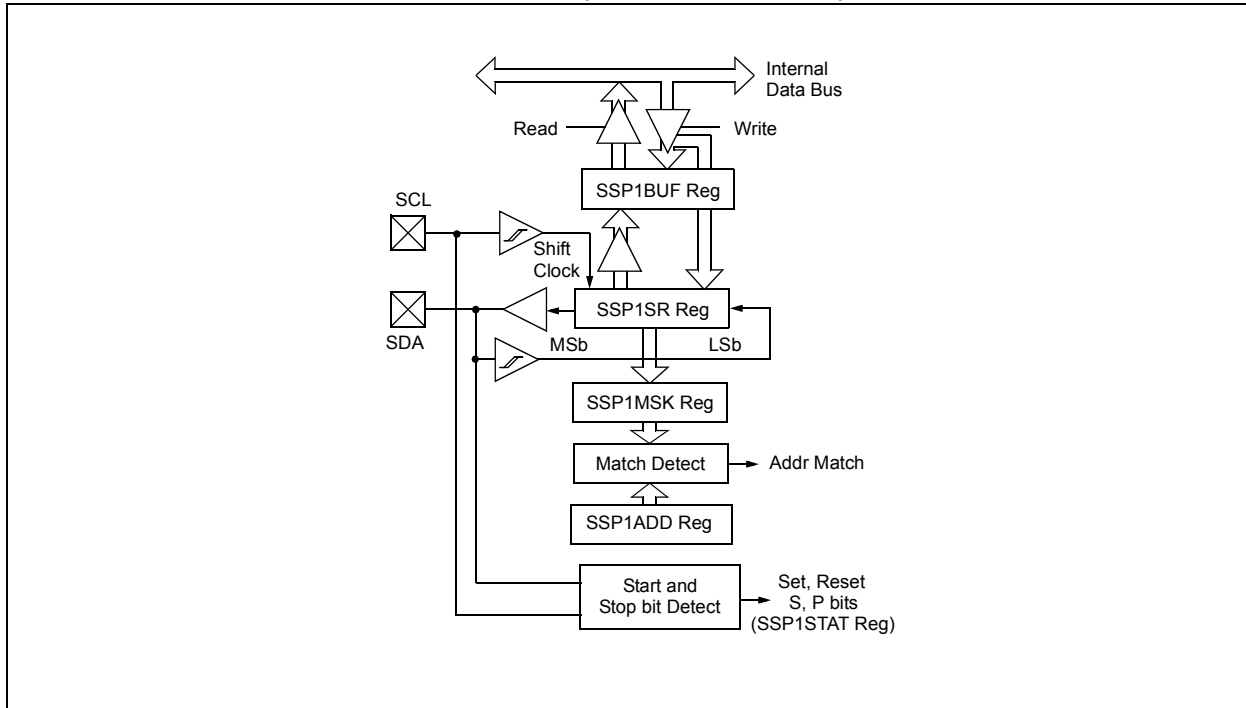 Internal
Data Bus
Read
Write
SSP1BUF Reg
SCL
Shift
Clock
SSP1SR Reg
SDA
MSb
LSb
SSP1MSK Reg
Match Detect
Addr Match
SSP1ADD Reg
Start and
Stop bit Detect
Set, Reset
S, P bits
(SSP1STAT Reg)